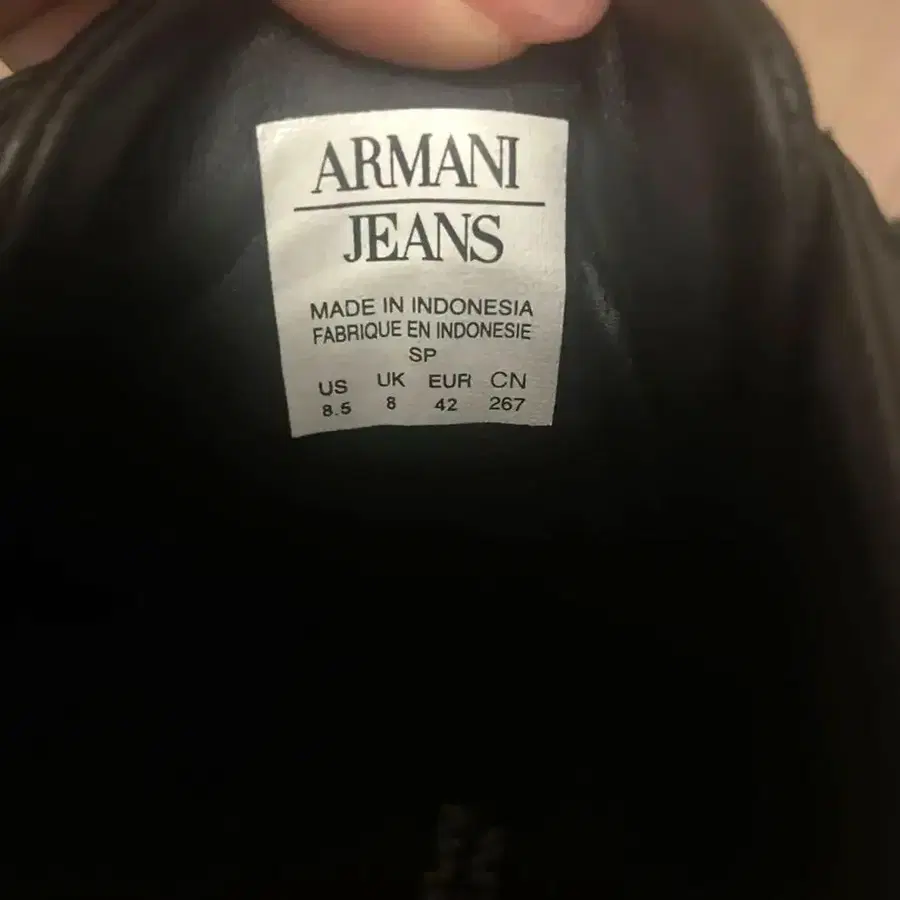 ARMANI
JEANS
MADE IN INDONESIA
FABRIQUE EN INDONESIE
SP
US UK EUR CN
8.5 8 42 267